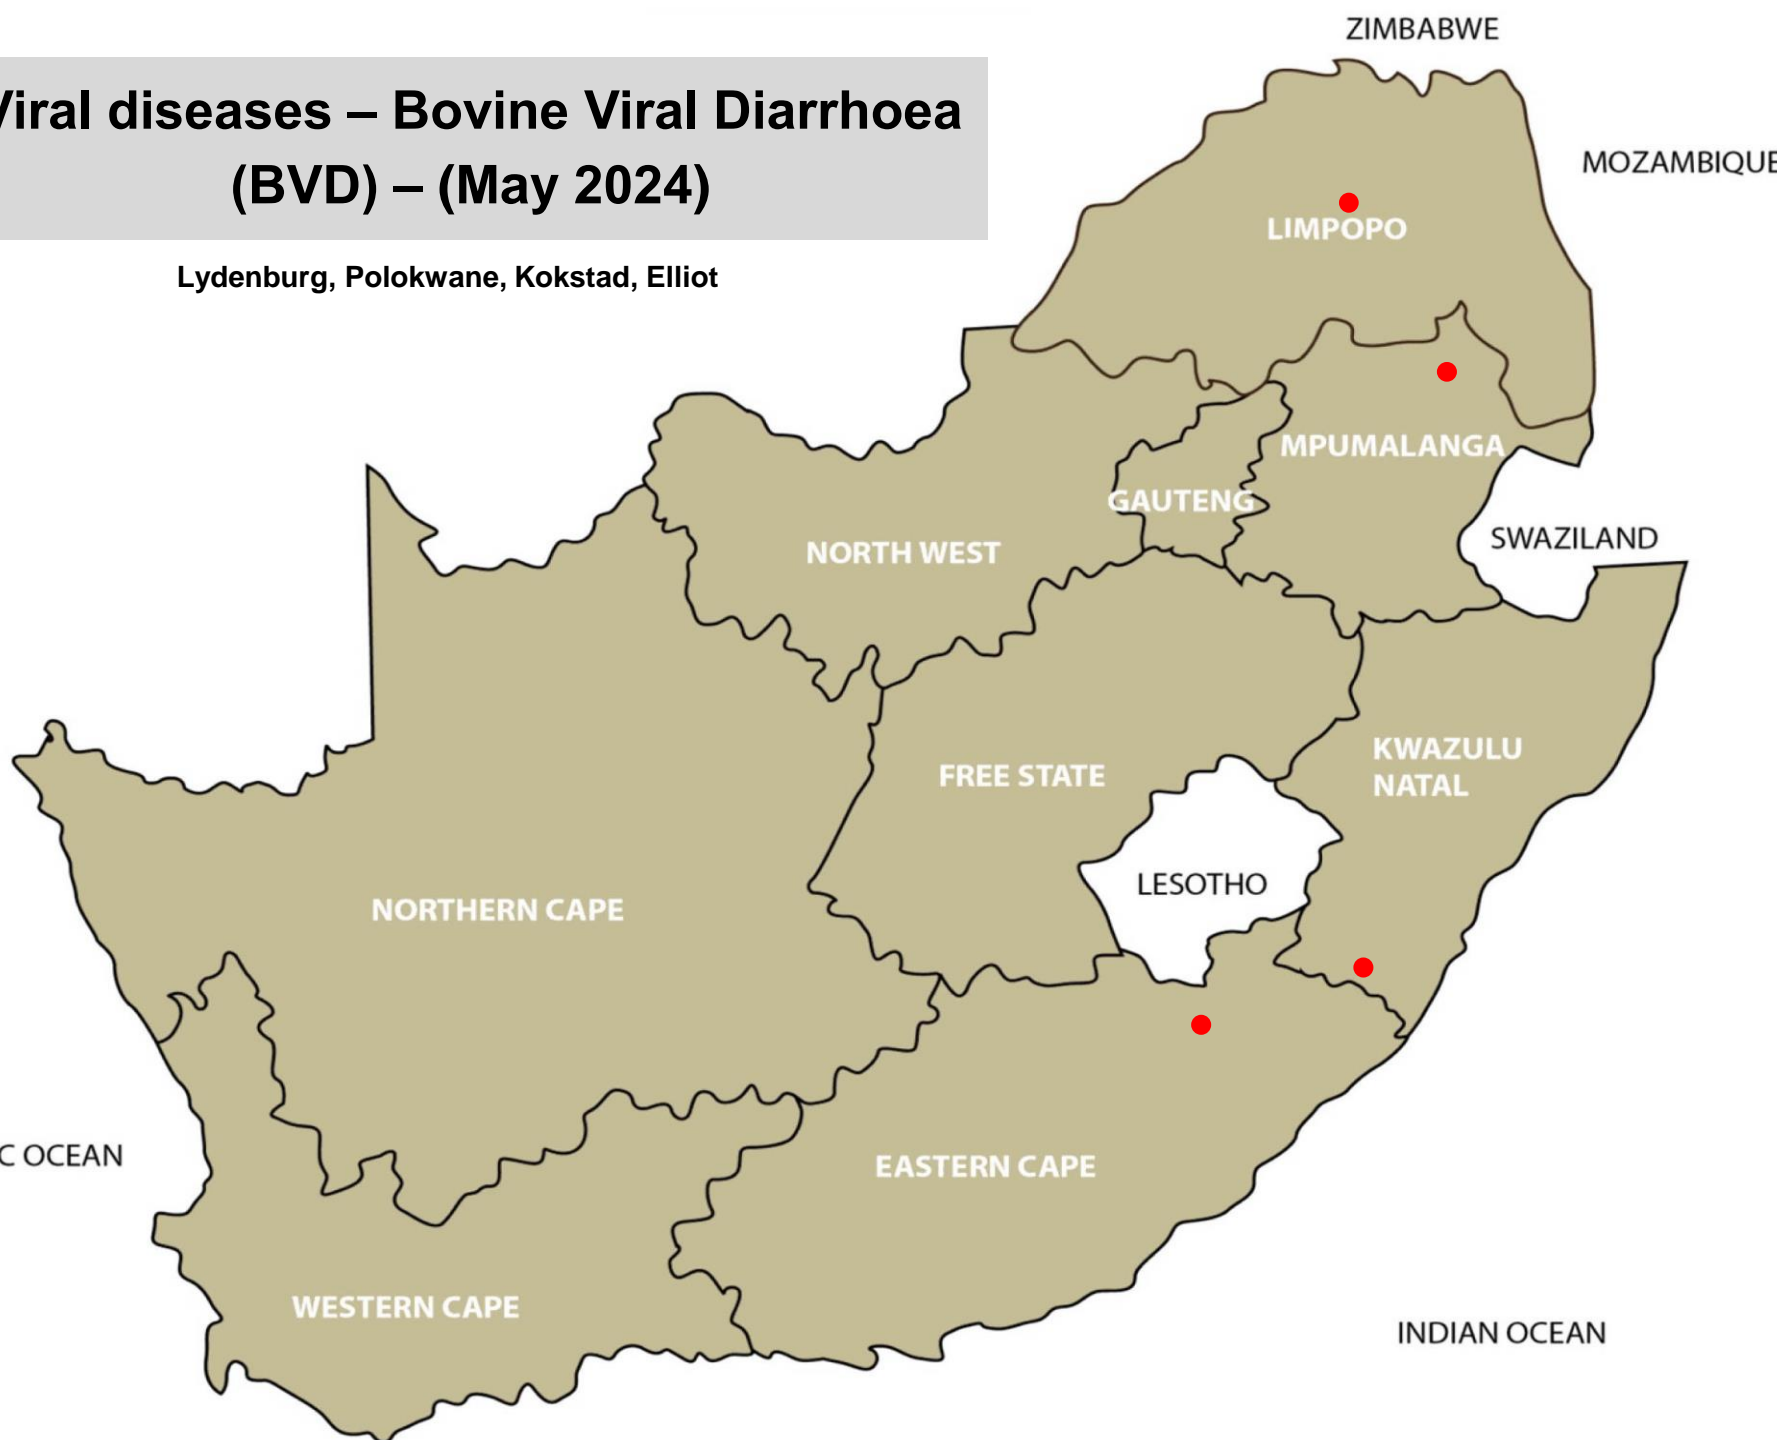 ZIMBABWE
Viral diseases – Bovine Viral Diarrhoea
(BVD) – (May 2024)
MOZAMBIQUE
LIMPOPO
Lydenburg, Polokwane, Kokstad, Elliot
MPUMALANGA
GAUTENG
SWAZILAND
NORTH WEST
KWAZULU
NATAL
FREE STATE
LESOTHO
NORTHERN CAPE
C OCEAN
EASTERN CAPE
WESTERN CAPE
INDIAN OCEAN